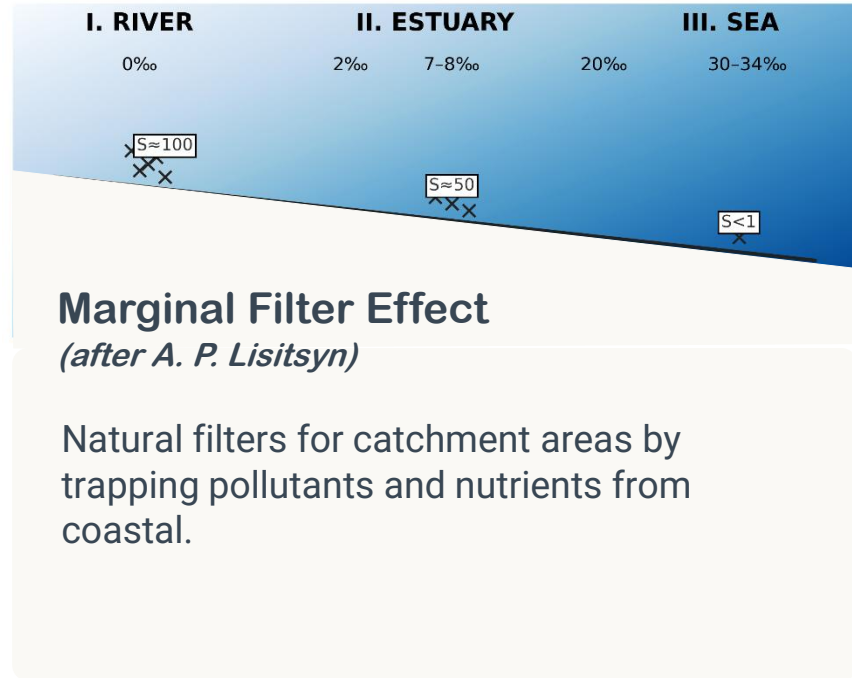 I. RIVER II. ESTUARY III. SEA
0‰ 2‰ 7–8‰ 20‰ 30–34‰
S≈100
S≈50
S<1
Marginal Filter Effect
(after A. P. Lisitsyn)
Natural filters for catchment areas by
trapping pollutants and nutrients from
coastal.